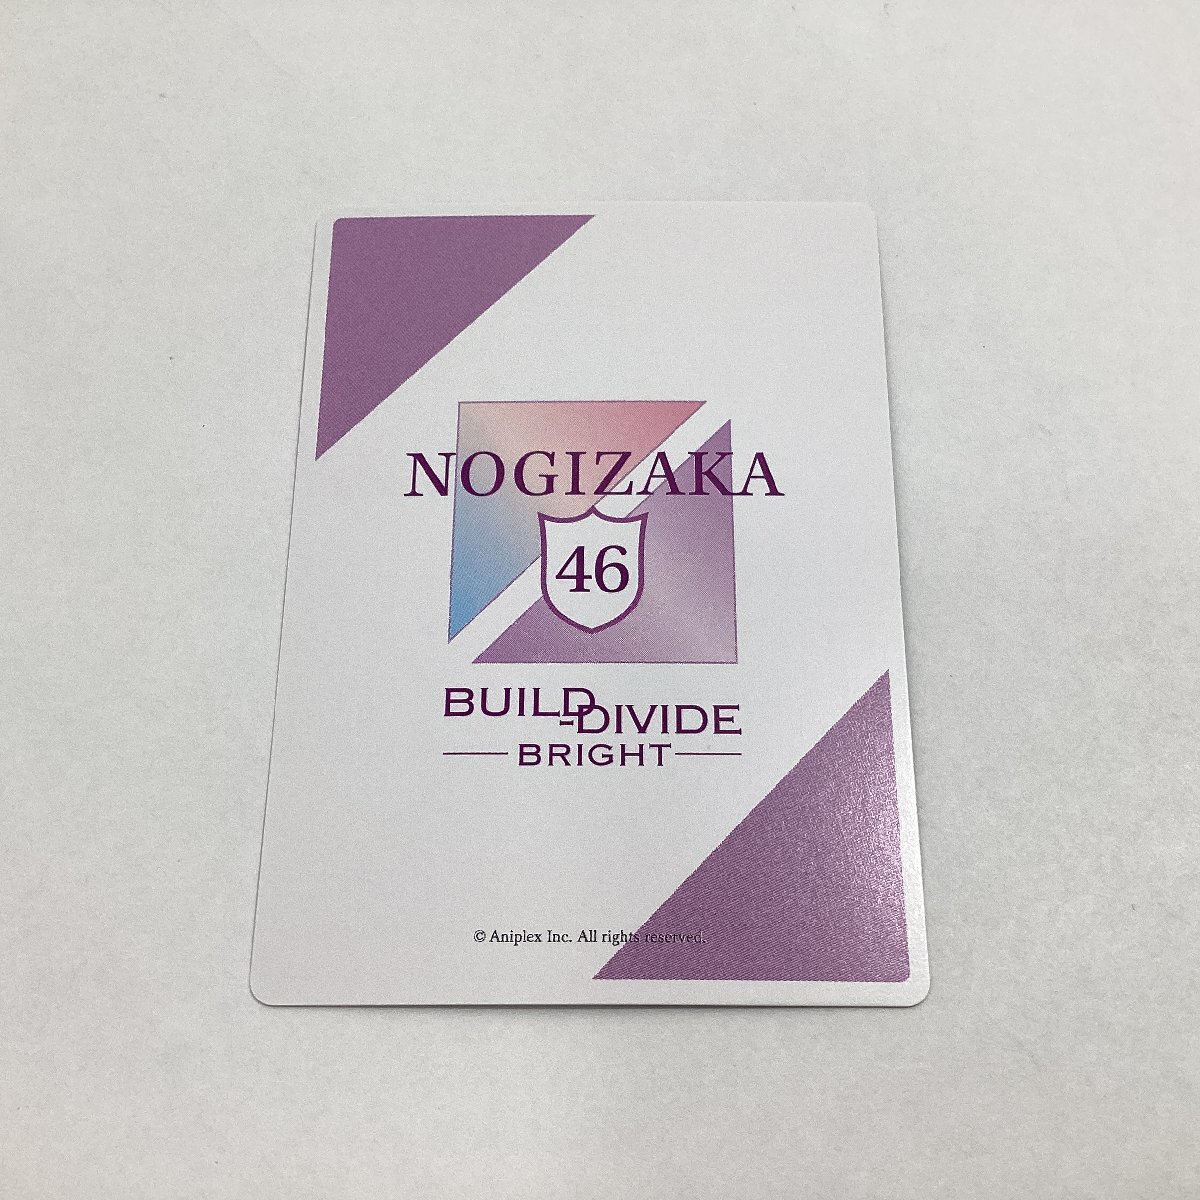 NOGIZAKA
46
BUILD-DIVIDE
BRIGHT
© Aniplex Inc. All rights reserved.